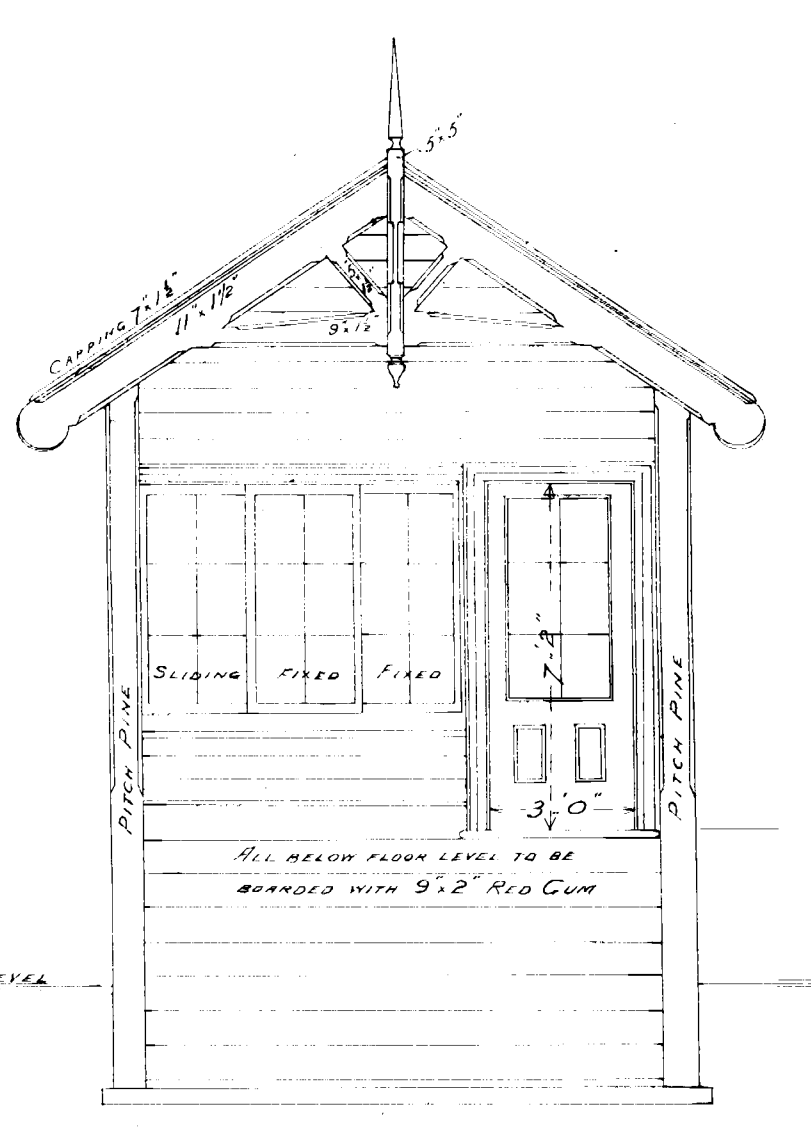 5"x5"
CAPPING 7"x1½"
11"x1½"
5"x1½"
9"x1½"
SLIDING FIXED FIXED
7'-2"
3'0"
PITCH PINE
PITCH PINE
ALL BELOW FLOOR LEVEL TO BE
BOARDED WITH 9"x2" RED GUM